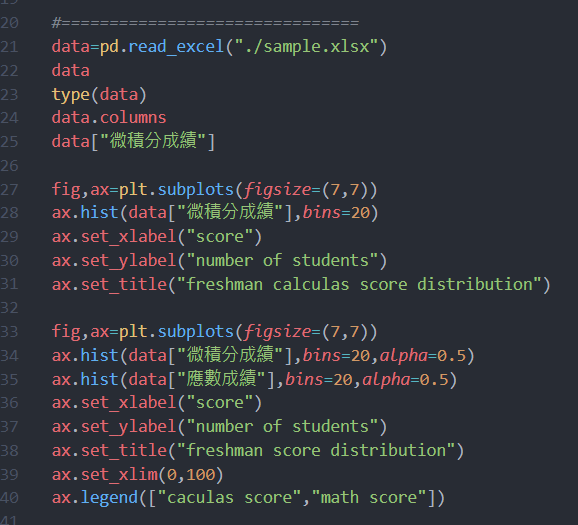 20 #==============================
21 data=pd.read_excel("./sample.xlsx")
22 data
23 type(data)
24 data.columns
25 data["微積分成績"]
26
27 fig,ax=plt.subplots(figsize=(7,7))
28 ax.hist(data["微積分成績"],bins=20)
29 ax.set_xlabel("score")
30 ax.set_ylabel("number of students")
31 ax.set_title("freshman calculas score distribution")
32
33 fig,ax=plt.subplots(figsize=(7,7))
34 ax.hist(data["微積分成績"],bins=20,alpha=0.5)
35 ax.hist(data["應數成績"],bins=20,alpha=0.5)
36 ax.set_xlabel("score")
37 ax.set_ylabel("number of students")
38 ax.set_title("freshman score distribution")
39 ax.set_xlim(0,100)
40 ax.legend(["caculas score","math score"])
41